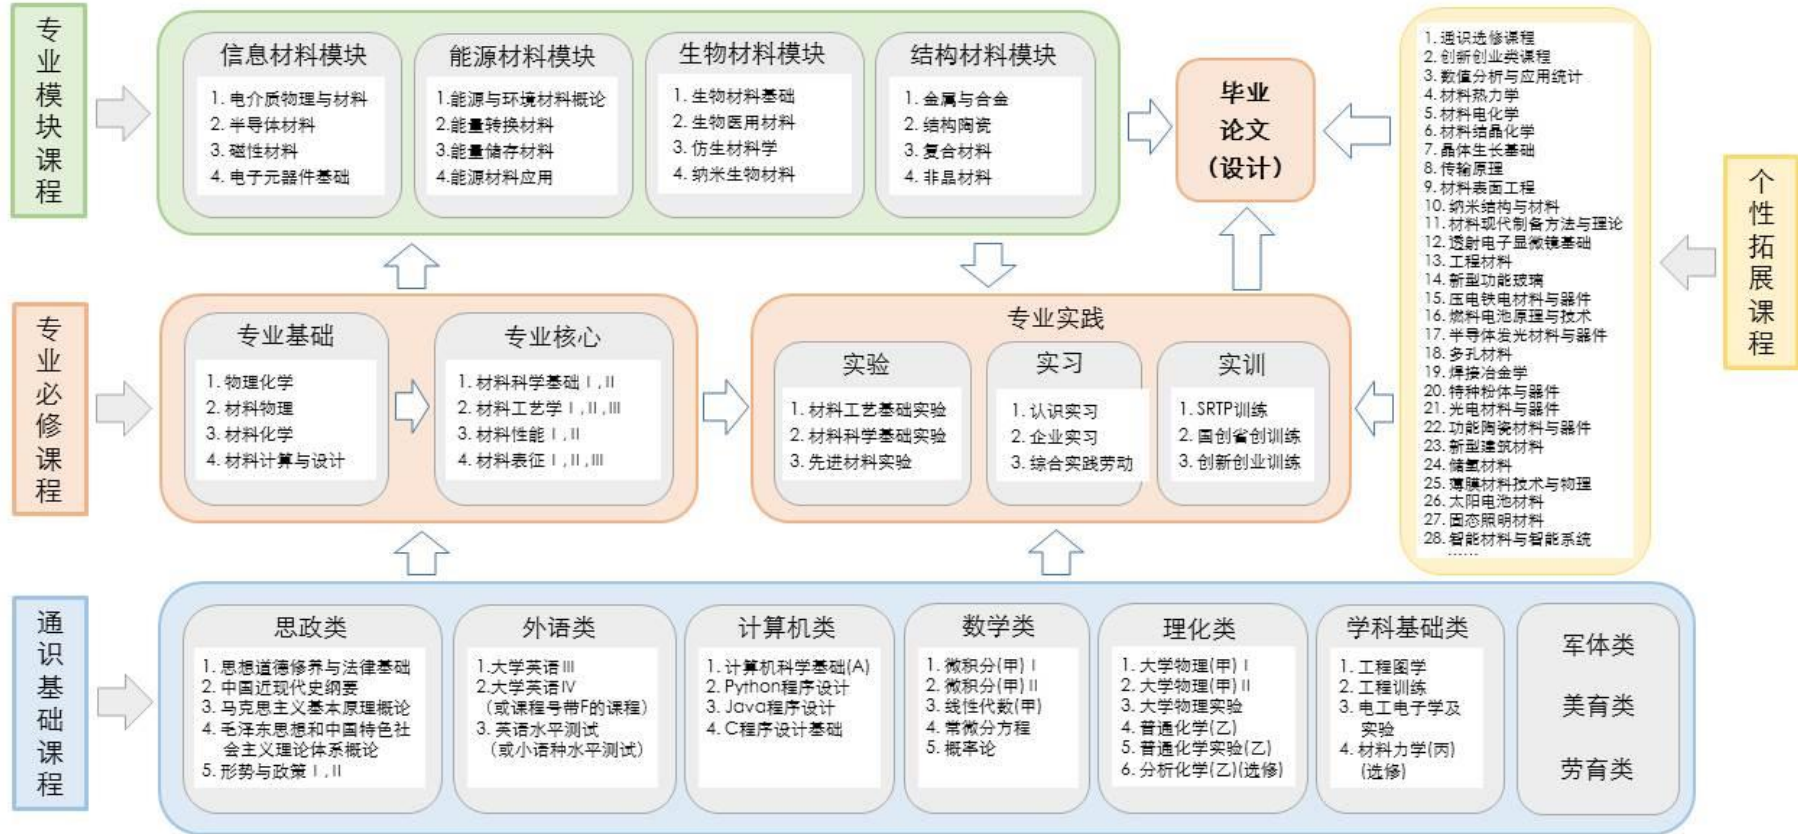 专业模块课程
信息材料模块
1. 电介质物理与材料
2. 半导体材料
3. 磁性材料
4. 电子元器件基础
能源材料模块
1.能源与环境材料概论
2.能量转换材料
3.能量储存材料
4.能源材料应用
生物材料模块
1. 生物材料基础
2. 生物医用材料
3. 仿生材料学
4. 纳米生物材料
结构材料模块
1. 金属与合金
2. 结构陶瓷
3. 复合材料
4. 非晶材料
毕业
论文
(设计)
1. 通识选修课程
2. 创新创业类课程
3. 数值分析与应用统计
4. 材料热力学
5. 材料电化学
6. 材料结晶化学
7. 晶体生长基础
8. 传输原理
9. 材料表面工程
10. 纳米结构与材料
11. 材料现代制备方法与理论
12. 透射电子显微镜基础
13. 工程材料
14. 新型功能玻璃
15. 压电铁电材料与器件
16. 燃料电池原理与技术
17. 半导体发光材料与器件
18. 多孔材料
19. 焊接冶金学
20. 特种粉体与器件
21. 光电材料与器件
22. 功能陶瓷材料与器件
23. 新型建筑材料
24. 储氢材料
25. 薄膜材料技术与物理
26. 太阳电池材料
27. 固态照明材料
28. 智能材料与智能系统
......
个性拓展课程
专业必修课程
专业基础
1. 物理化学
2. 材料物理
3. 材料化学
4. 材料计算与设计
专业核心
1. 材料科学基础 I , II
2. 材料工艺学 I , II , III
3. 材料性能 I , II
4. 材料表征 I , II , III
专业实践
实验
1. 材料工艺基础实验
2. 材料科学基础实验
3. 先进材料实验
实习
1. 认识实习
2. 企业实习
3. 综合实践劳动
实训
1. SRTP训练
2. 国创省创训练
3. 创新创业训练
通识基础课程
思政类
1. 思想道德修养与法律基础
2. 中国近现代史纲要
3. 马克思主义基本原理概论
4. 毛泽东思想和中国特色社
会主义理论体系概论
5. 形势与政策 I , II
外语类
1.大学英语III
2.大学英语IV
(或课程号带F的课程)
3. 英语水平测试
(或小语种水平测试)
计算机类
1. 计算机科学基础(A)
2. Python程序设计
3. Java程序设计
4. C程序设计基础
数学类
1. 微积分(甲) I
2. 微积分(甲) II
3. 线性代数(甲)
4. 常微分方程
5. 概率论
理化类
1. 大学物理(甲) I
2. 大学物理(甲) II
3. 大学物理实验
4. 普通化学(乙)
5. 普通化学实验(乙)
6. 分析化学(乙)(选修)
学科基础类
1. 工程图学
2. 工程训练
3. 电工电子学及
实验
4. 材料力学(丙)
(选修)
军体类
美育类
劳育类